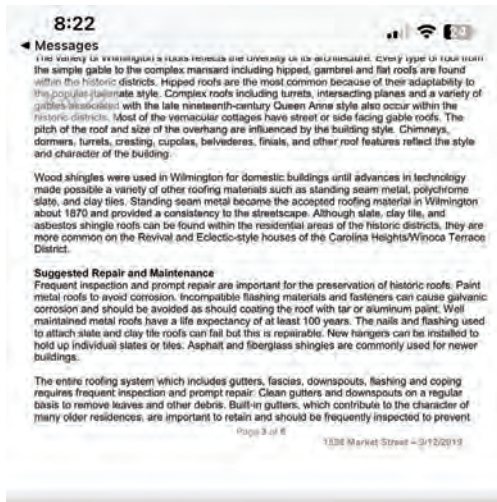 8:22
◄ Messages
The variety of Wilmington's roofs reflects the diversity of its architecture. Every type of roof from
the simple gable to the complex mansard including hipped, gambrel and flat roofs are found
within the historic districts. Hipped roofs are the most common because of their adaptability to
the popular Italianate style. Complex roofs including turrets, intersecting planes and a variety of
gables associated with the late nineteenth-century Queen Anne style also occur within the
historic districts. Most of the vernacular cottages have street or side facing gable roofs. The
pitch of the roof and size of the overhang are influenced by the building style. Chimneys,
dormers, turrets, cresting, cupolas, belvederes, finials, and other roof features reflect the style
and character of the building.
Wood shingles were used in Wilmington for domestic buildings until advances in technology
made possible a variety of other roofing materials such as standing seam metal, polychrome
slate, and clay tiles. Standing seam metal became the accepted roofing material in Wilmington
about 1870 and provided a consistency to the streetscape. Although slate, clay tile, and
asbestos shingle roofs can be found within the residential areas of the historic districts, they are
more common on the Revival and Eclectic-style houses of the Carolina Heights/Winoca Terrace
District.
Suggested Repair and Maintenance
Frequent inspection and prompt repair are important for the preservation of historic roofs. Paint
metal roofs to avoid corrosion. Incompatible flashing materials and fasteners can cause galvanic
corrosion and should be avoided as should coating the roof with tar or aluminum paint. Well
maintained metal roofs have a life expectancy of at least 100 years. The nails and flashing used
to attach slate and clay tile roofs can fail but this is repairable. New hangers can be installed to
hold up individual slates or tiles. Asphalt and fiberglass shingles are commonly used for newer
buildings.
The entire roofing system which includes gutters, fascias, downspouts, flashing and coping
requires frequent inspection and prompt repair. Clean gutters and downspouts on a regular
basis to remove leaves and other debris. Built-in gutters, which contribute to the character of
many older residences, are important to retain and should be frequently inspected to prevent
Page 3 of 6
1536 Market Street – 9/12/2019